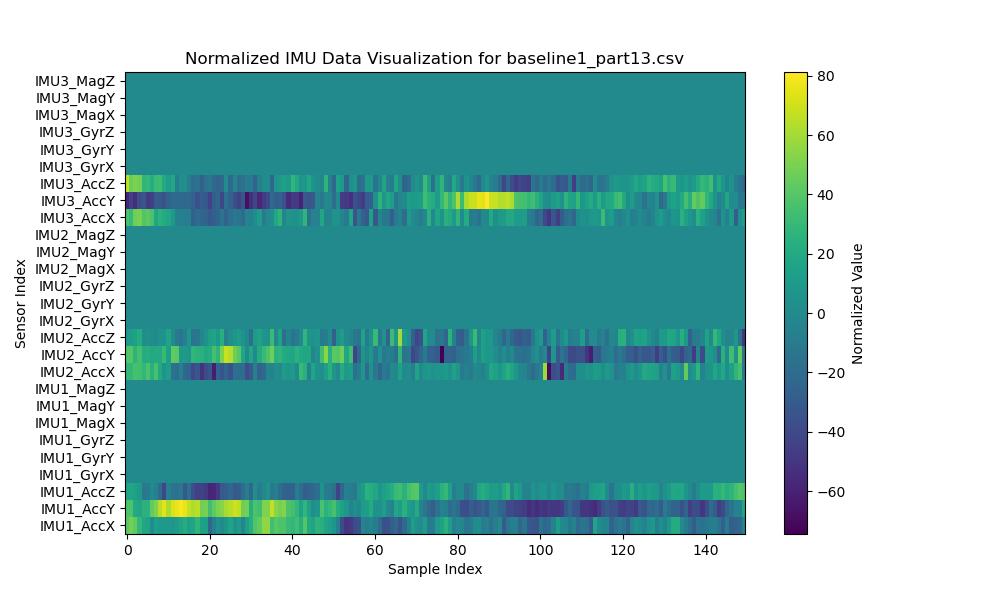 Normalized IMU Data Visualization for baseline1_part13.csv
IMU3_MagZ
IMU3_MagY
IMU3_MagX
IMU3_GyrZ
IMU3_GyrY
IMU3_GyrX
IMU3_AccZ
IMU3_AccY
IMU3_AccX
IMU2_MagZ
IMU2_MagY
IMU2_MagX
IMU2_GyrZ
IMU2_GyrY
IMU2_GyrX
IMU2_AccZ
IMU2_AccY
IMU2_AccX
IMU1_MagZ
IMU1_MagY
IMU1_MagX
IMU1_GyrZ
IMU1_GyrY
IMU1_GyrX
IMU1_AccZ
IMU1_AccY
IMU1_AccX
Sensor Index
0 20 40 60 80 100 120 140
Sample Index
80
60
40
20
0
−20
−40
−60
Normalized Value